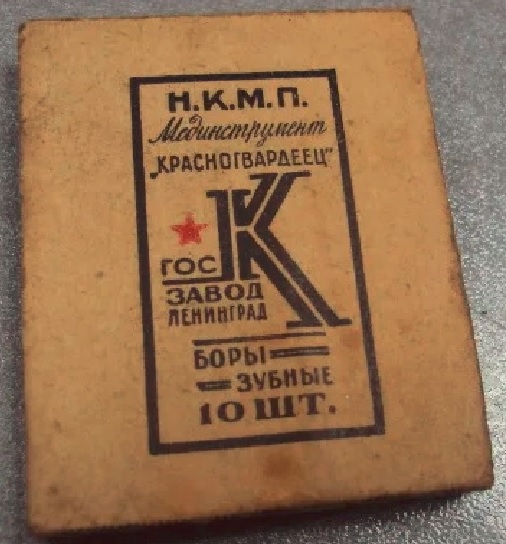 Н.К.М.П.
Мединструмент
„КРАСНОГВАРДЕЕЦ"
К
ГОС
ЗАВОД
ЛЕНИНГРАД
БОРЫ
ЗУБНЫЕ
10 ШТ.